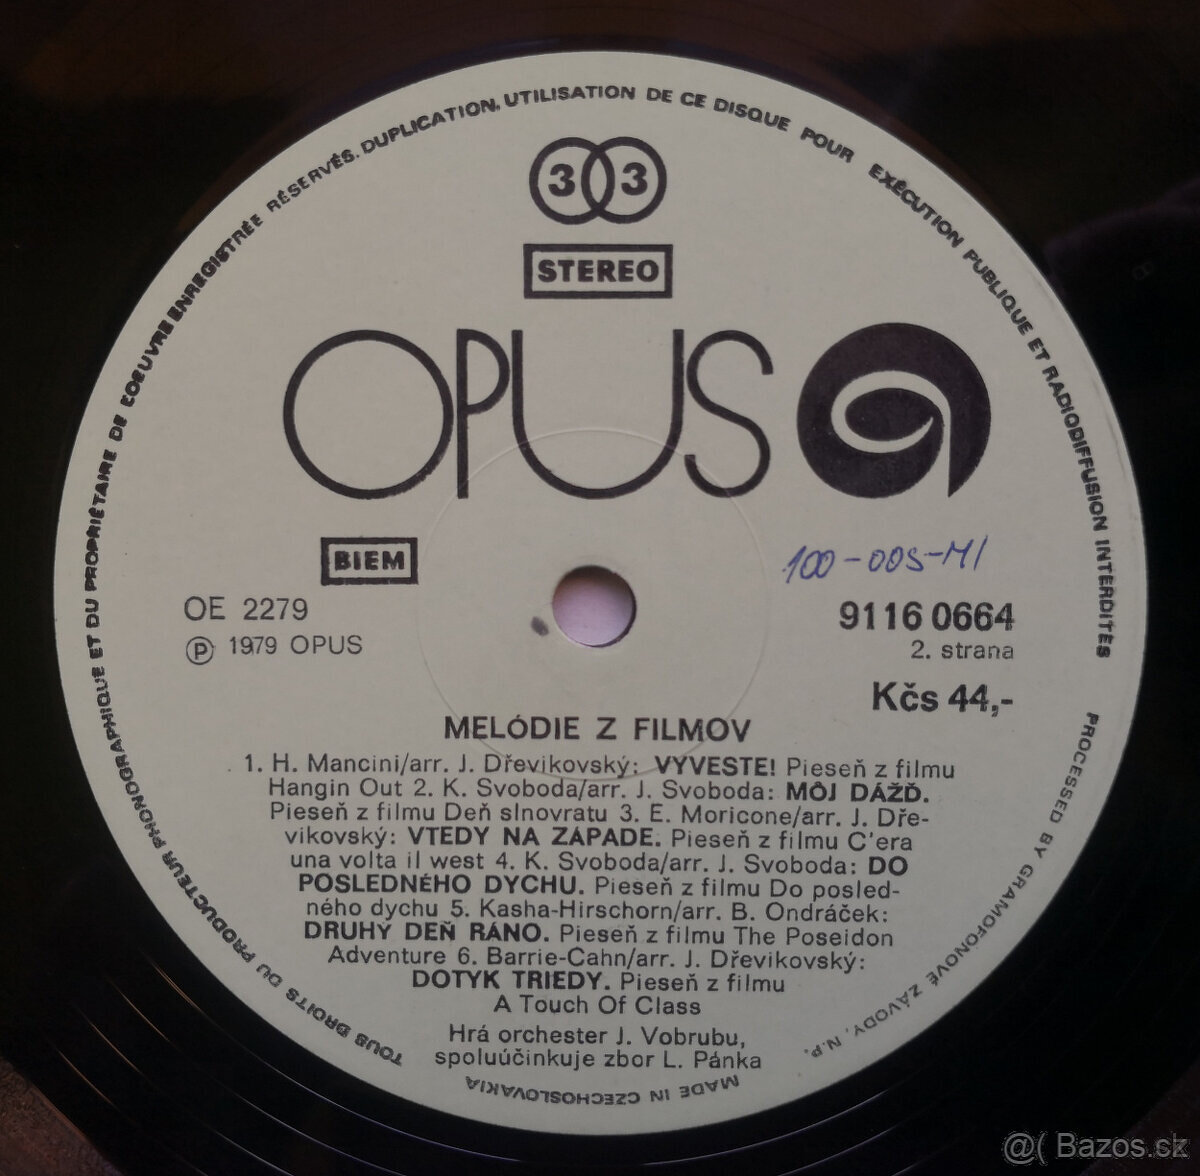 TOUS DROITS DU PRODUCTEUR PHONOGRAPHIQUE ET DU PROPRIÉTAIRE DE L'OEUVRE ENREGISTRÉE RÉSERVÉS. DUPLICATION, UTILISATION DE CE DISQUE POUR EXÉCUTION PUBLIQUE ET RADIODIFFUSION INTERDITES
33
STEREO
OPUS
BIEM
100-005-M/
OE 2279
91160664
Ⓟ 1979 OPUS
2. strana
Kčs 44,-
MELÓDIE Z FILMOV
1. H. Mancini/arr. J. Dřevikovský: VYVESTE! Pieseň z filmu
Hangin Out 2. K. Svoboda/arr. J. Svoboda: MÔJ DÁŽĎ.
Pieseň z filmu Deň slnovratu 3. E. Moricone/arr. J. Dře-
vikovský: VTEDY NA ZÁPADE. Pieseň z filmu C'era
una volta il west 4. K. Svoboda/arr. J. Svoboda: DO
POSLEDNÉHO DYCHU. Pieseň z filmu Do posled-
ného dychu 5. Kasha-Hirschorn/arr. B. Ondráček:
DRUHÝ DEŇ RÁNO. Pieseň z filmu The Poseidon
Adventure 6. Barrie-Cahn/arr. J. Dřevikovský:
DOTYK TRIEDY. Pieseň z filmu
A Touch Of Class
Hrá orchester J. Vobrubu,
spoluúčinkuje zbor L. Pánka
PROCESSED BY GRAMOFONOVÉ ZÁVODY, N.P.
MADE IN CZECHOSLOVAKIA
@( Bazos.sk